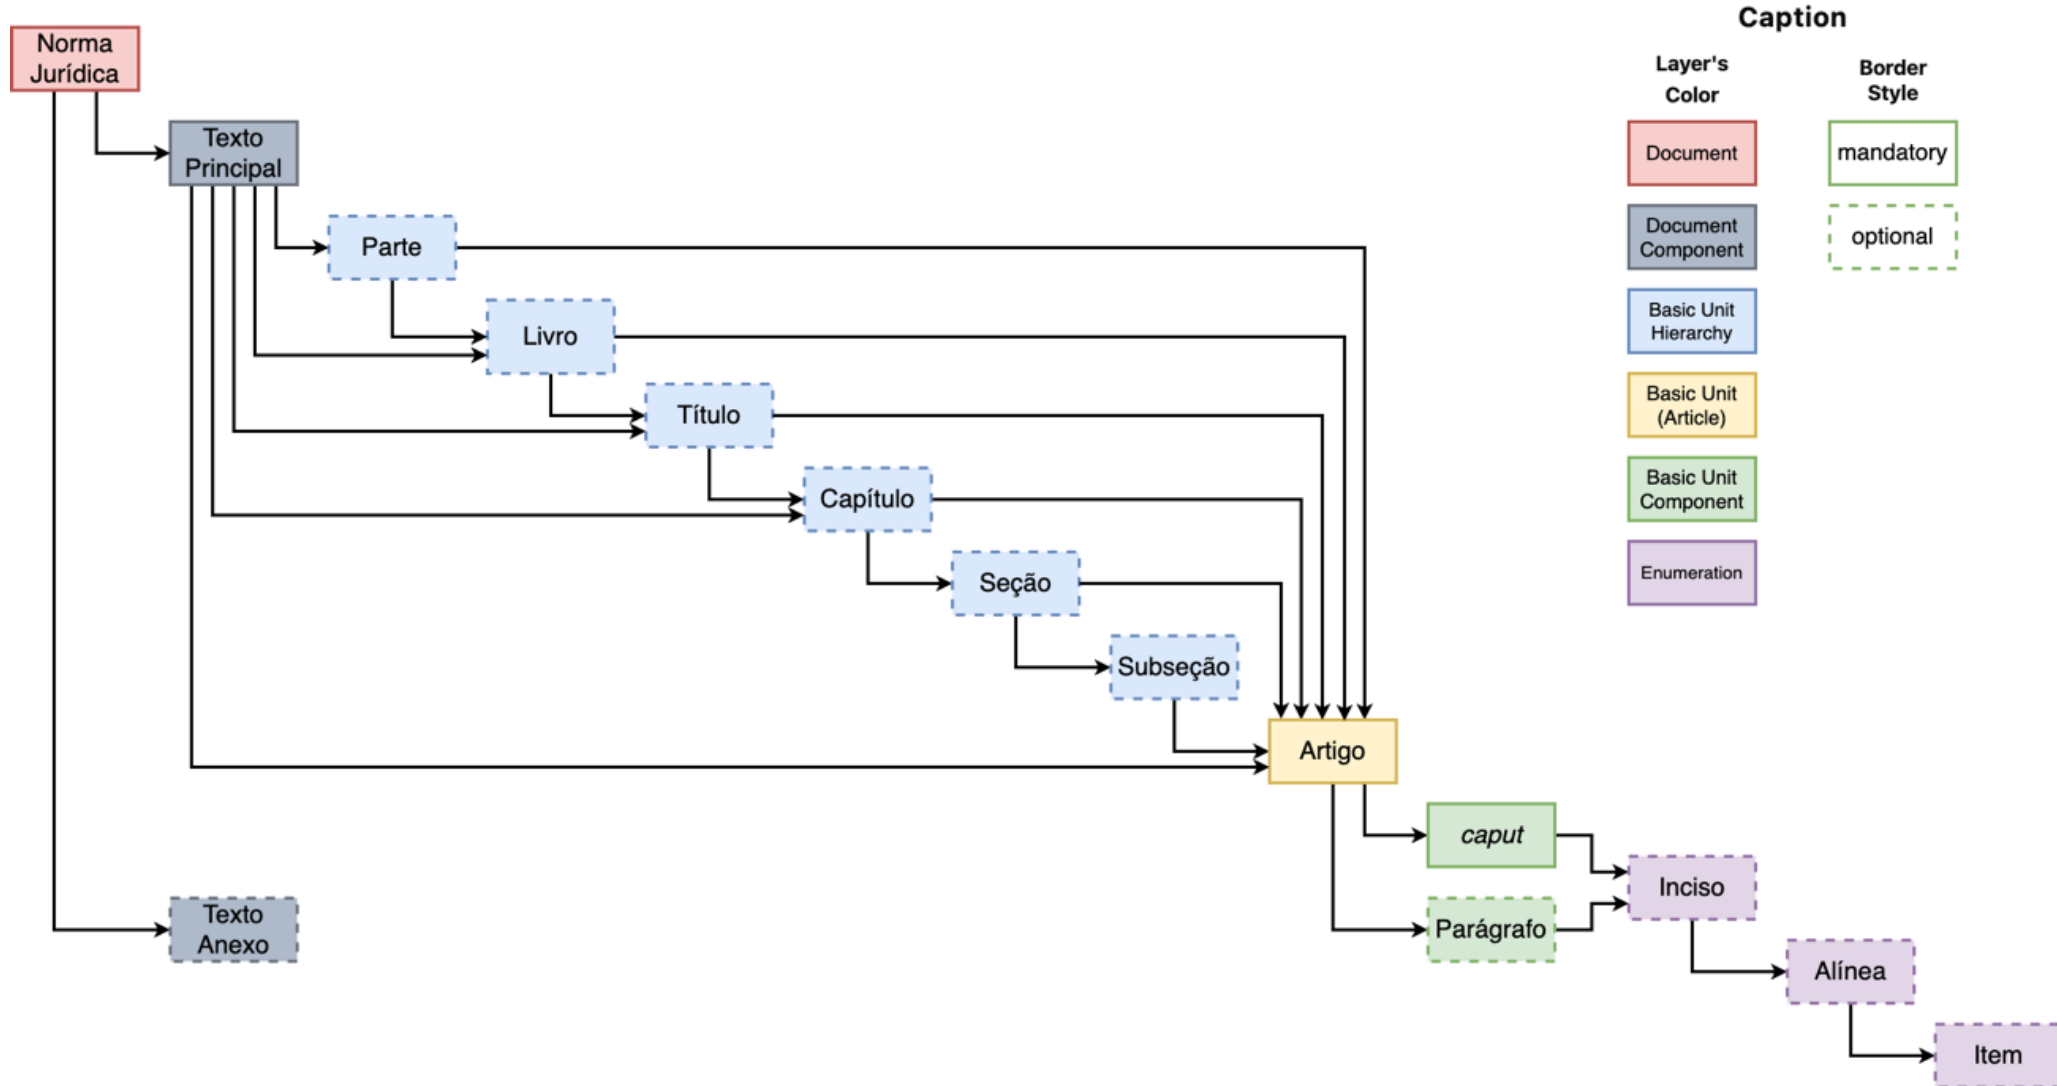 Norma
Jurídica
Texto
Principal
Parte
Livro
Título
Capítulo
Seção
Subseção
Artigo
caput
Parágrafo
Inciso
Alínea
Item
Texto
Anexo
Caption
Layer's
Color
Document
Document
Component
Basic Unit
Hierarchy
Basic Unit
(Article)
Basic Unit
Component
Enumeration
Border
Style
mandatory
optional